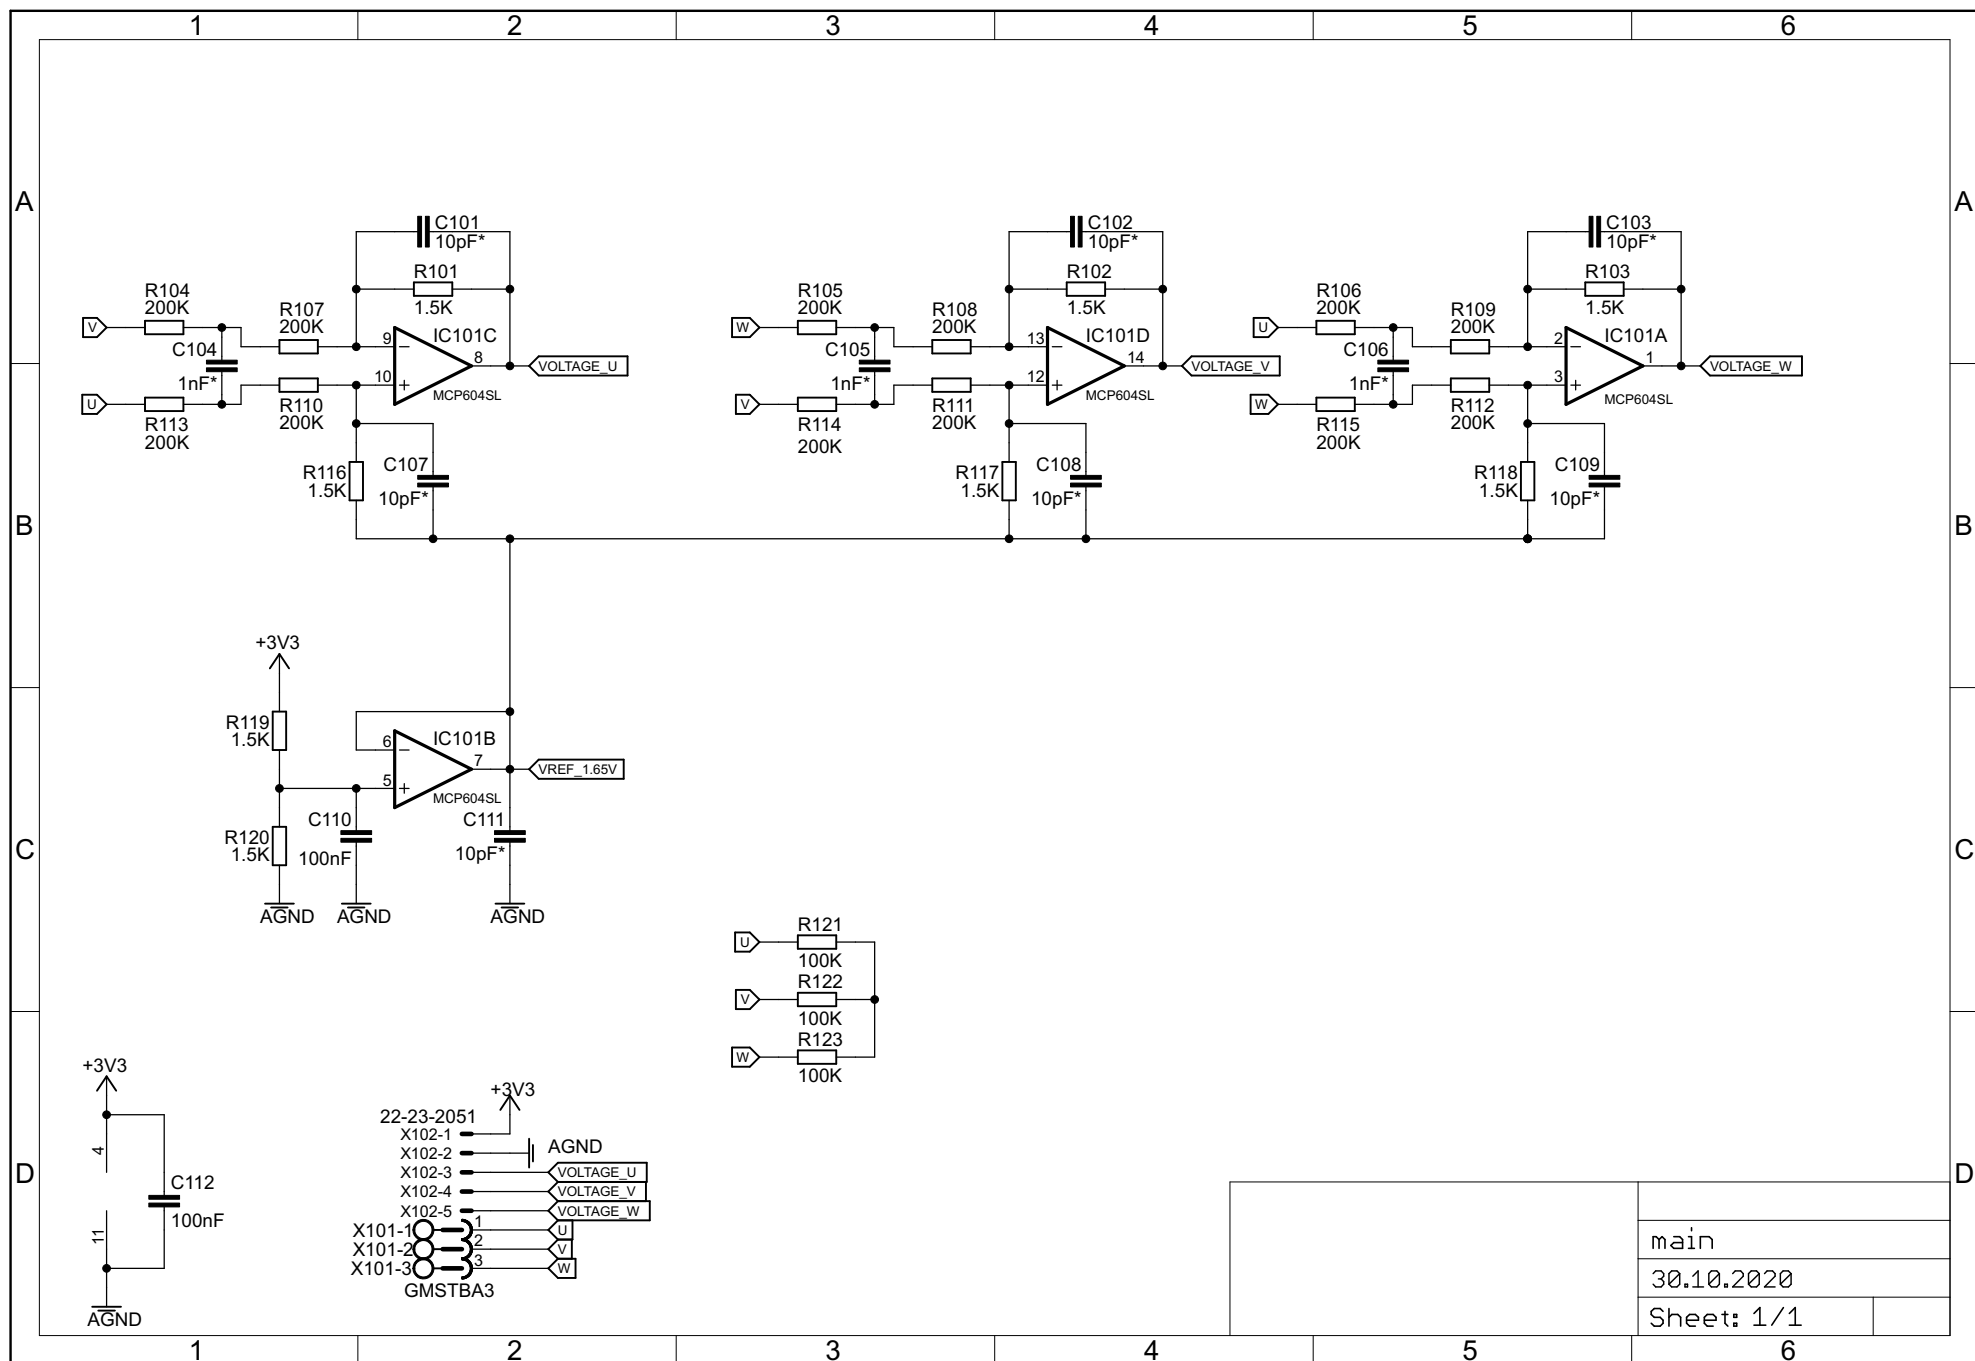 1 2 3 4 5 6
A A
C101
10pF*
R101
1.5K
R104
200K
R107
200K
V
C104
1nF*
9
IC101C
8
VOLTAGE_U
10
MCP604SL
U
R113
200K
R110
200K
R116
1.5K
C107
10pF*
C102
10pF*
R102
1.5K
R105
200K
R108
200K
W
C105
1nF*
13
IC101D
14
VOLTAGE_V
12
MCP604SL
V
R114
200K
R111
200K
R117
1.5K
C108
10pF*
C103
10pF*
R103
1.5K
R106
200K
R109
200K
U
C106
1nF*
2
IC101A
1
VOLTAGE_W
3
MCP604SL
W
R115
200K
R112
200K
R118
1.5K
C109
10pF*
B B
+3V3
R119
1.5K
6
IC101B
7
VREF_1.65V
5
MCP604SL
R120
1.5K
C110
100nF
C111
10pF*
AGND AGND AGND
C C
U
R121
100K
V
R122
100K
W
R123
100K
+3V3
4
11
C112
100nF
AGND
+3V3
22-23-2051
X102-1
X102-2 AGND
X102-3 VOLTAGE_U
X102-4 VOLTAGE_V
X102-5 VOLTAGE_W
X101-1 1 U
X101-2 2 V
X101-3 3 W
GMSTBA3
D D
main
30.10.2020
Sheet: 1/1
1 2 3 4 5 6